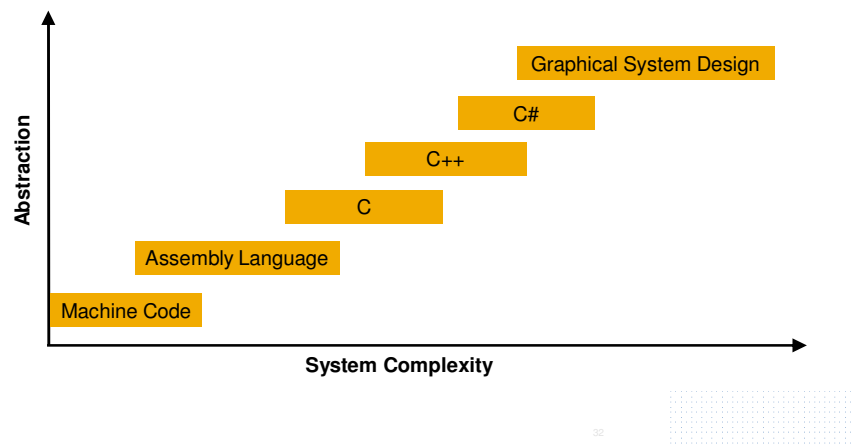 Graphical System Design
C#
C++
C
Assembly Language
Machine Code
Abstraction
System Complexity
32